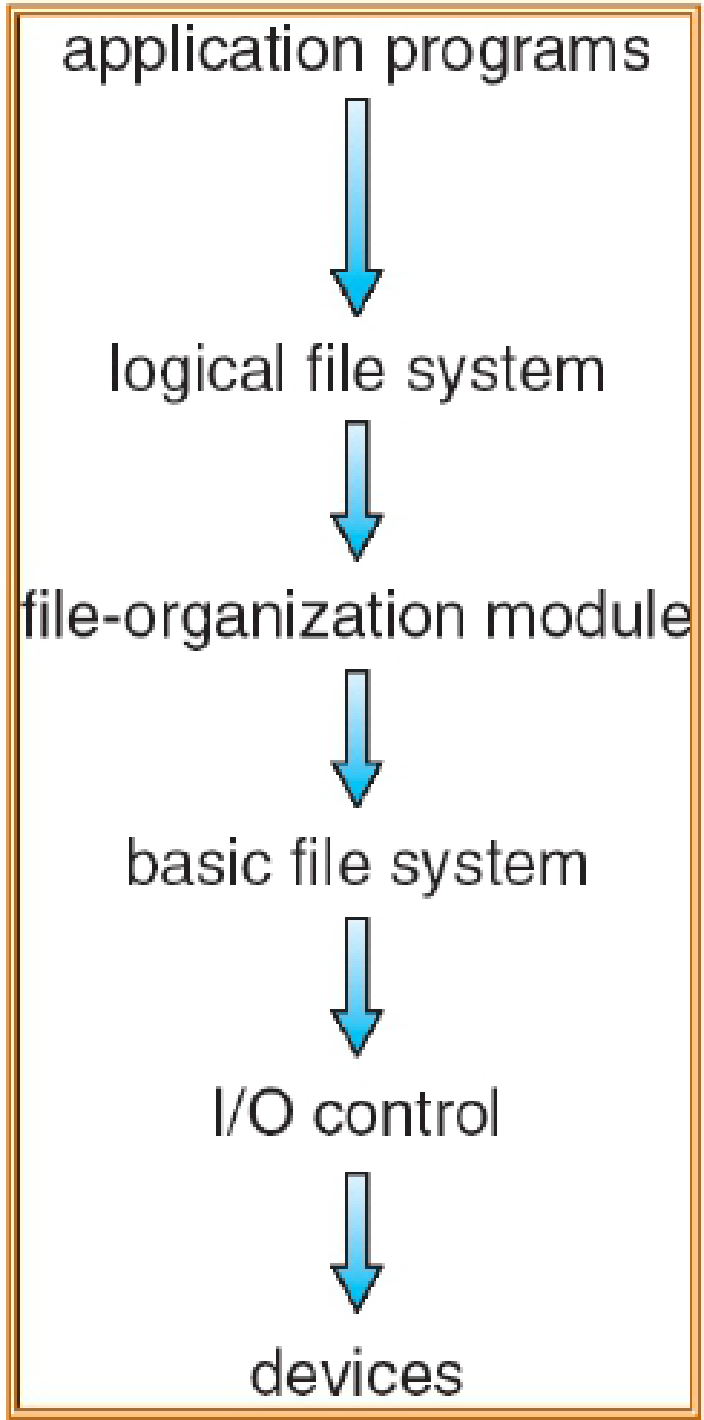 application programs
logical file system
file-organization module
basic file system
I/O control
devices